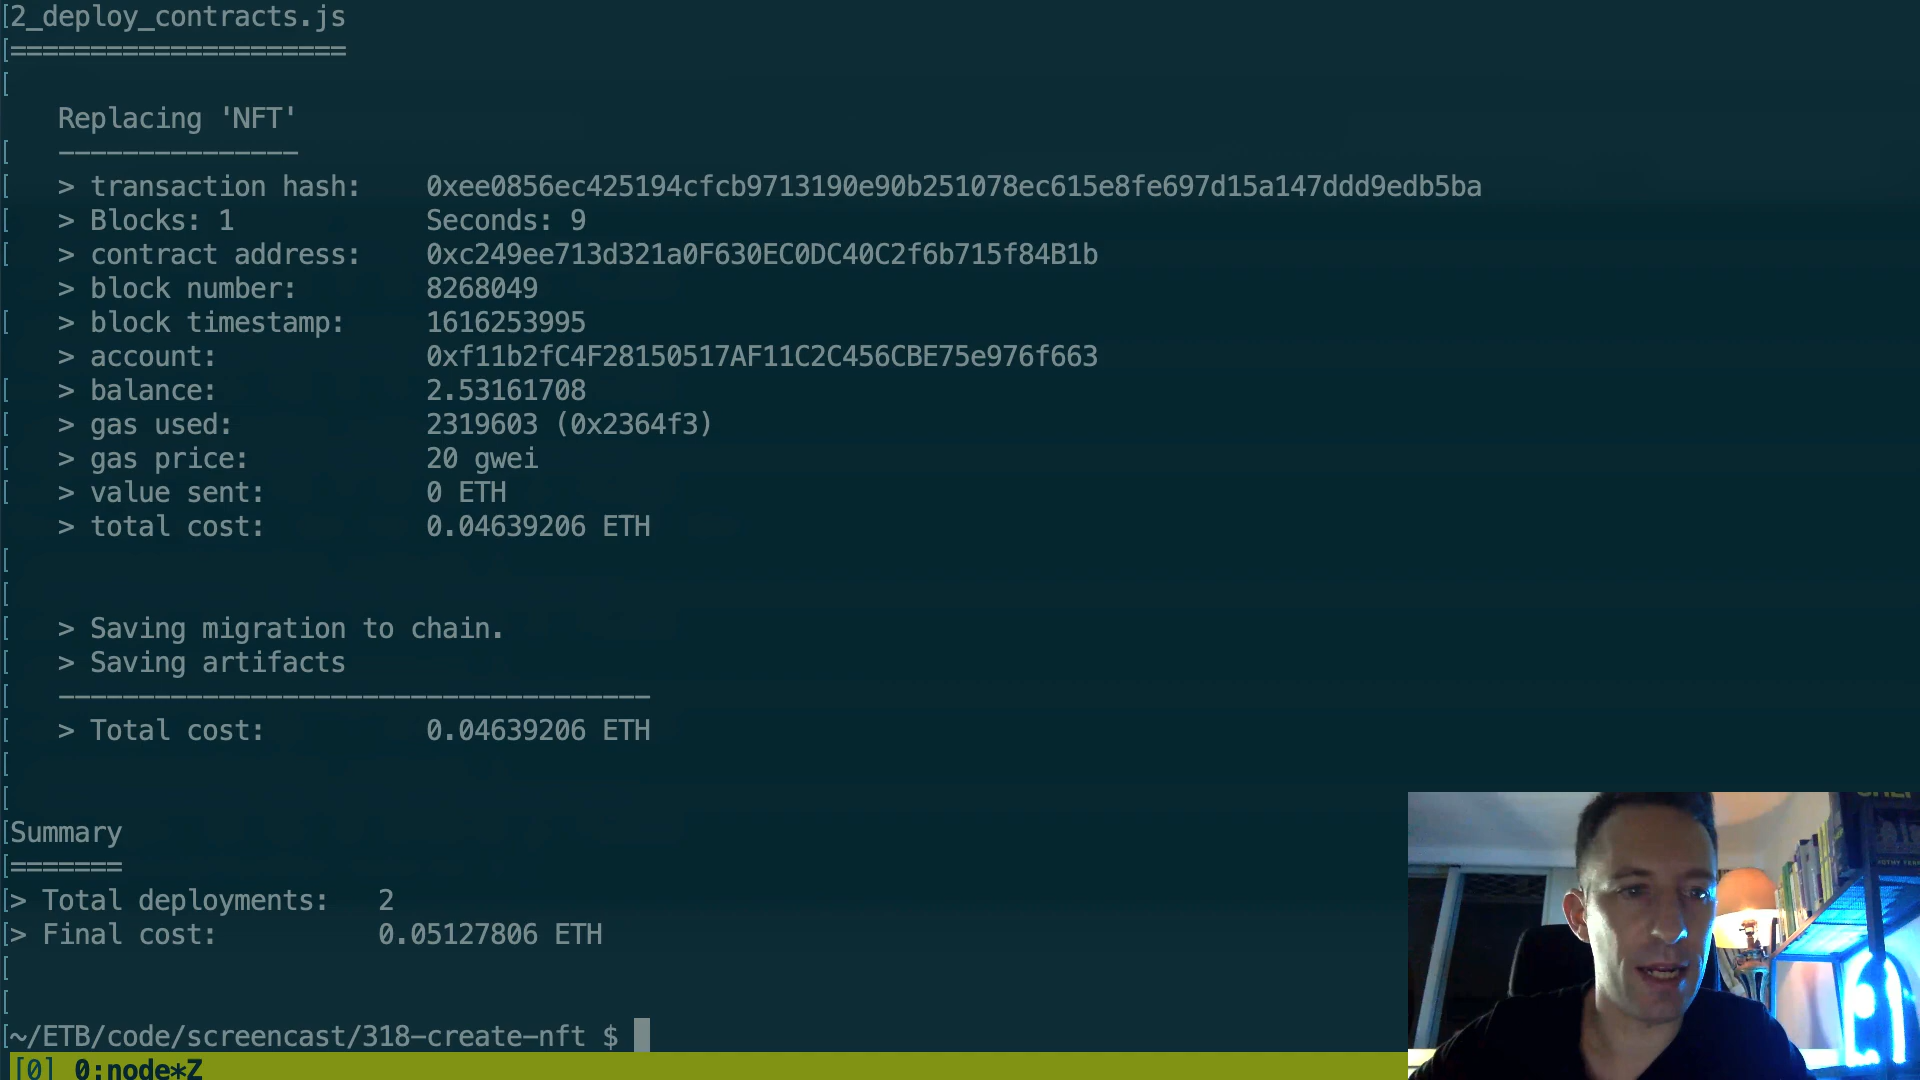 2_deploy_contracts.js
=====================
Replacing 'NFT'
---------------
> transaction hash: 0xee0856ec425194cfcb9713190e90b251078ec615e8fe697d15a147ddd9edb5ba
> Blocks: 1 Seconds: 9
> contract address: 0xc249ee713d321a0F630EC0DC40C2f6b715f84B1b
> block number: 8268049
> block timestamp: 1616253995
> account: 0xf11b2fC4F28150517AF11C2C456CBE75e976f663
> balance: 2.53161708
> gas used: 2319603 (0x2364f3)
> gas price: 20 gwei
> value sent: 0 ETH
> total cost: 0.04639206 ETH
> Saving migration to chain.
> Saving artifacts
-------------------------------------
> Total cost: 0.04639206 ETH
Summary
=======
> Total deployments: 2
> Final cost: 0.05127806 ETH
~/ETB/code/screencast/318-create-nft $
[0] 0:node*Z